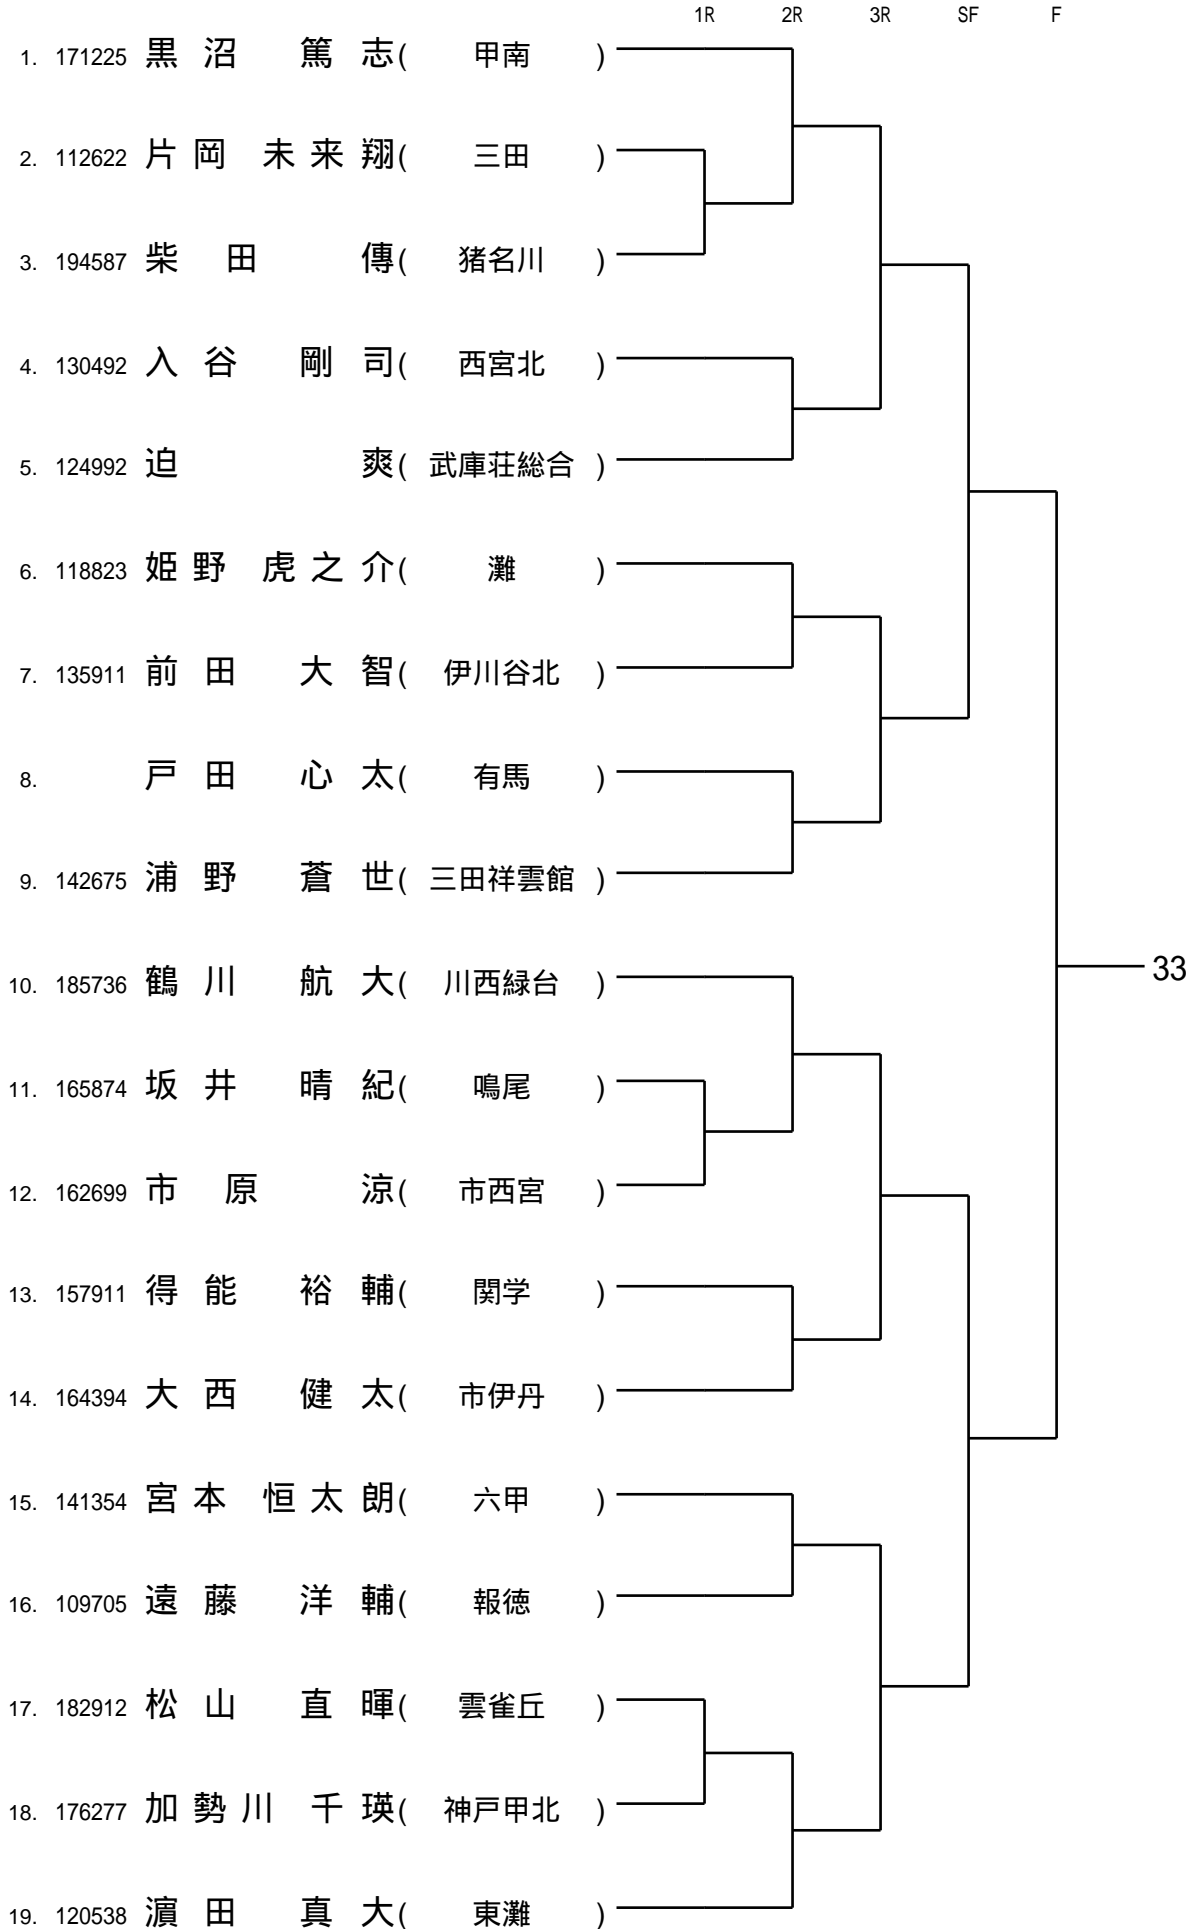 1R 2R 3R SF F
1. 171225 黒沼 篤志( 甲南 )
2. 112622 片岡 未来翔( 三田 )
3. 194587 柴田 傳( 猪名川 )
4. 130492 入谷 剛司( 西宮北 )
5. 124992 迫 爽( 武庫荘総合 )
6. 118823 姫野 虎之介( 灘 )
7. 135911 前田 大智( 伊川谷北 )
8. 戸田 心太( 有馬 )
9. 142675 浦野 蒼世( 三田祥雲館 )
10. 185736 鶴川 航大( 川西緑台 )
33
11. 165874 坂井 晴紀( 鳴尾 )
12. 162699 市原 涼( 市西宮 )
13. 157911 得能 裕輔( 関学 )
14. 164394 大西 健太( 市伊丹 )
15. 141354 宮本 恒太朗( 六甲 )
16. 109705 遠藤 洋輔( 報徳 )
17. 182912 松山 直暉( 雲雀丘 )
18. 176277 加勢川 千瑛( 神戸甲北 )
19. 120538 濵田 真大( 東灘 )